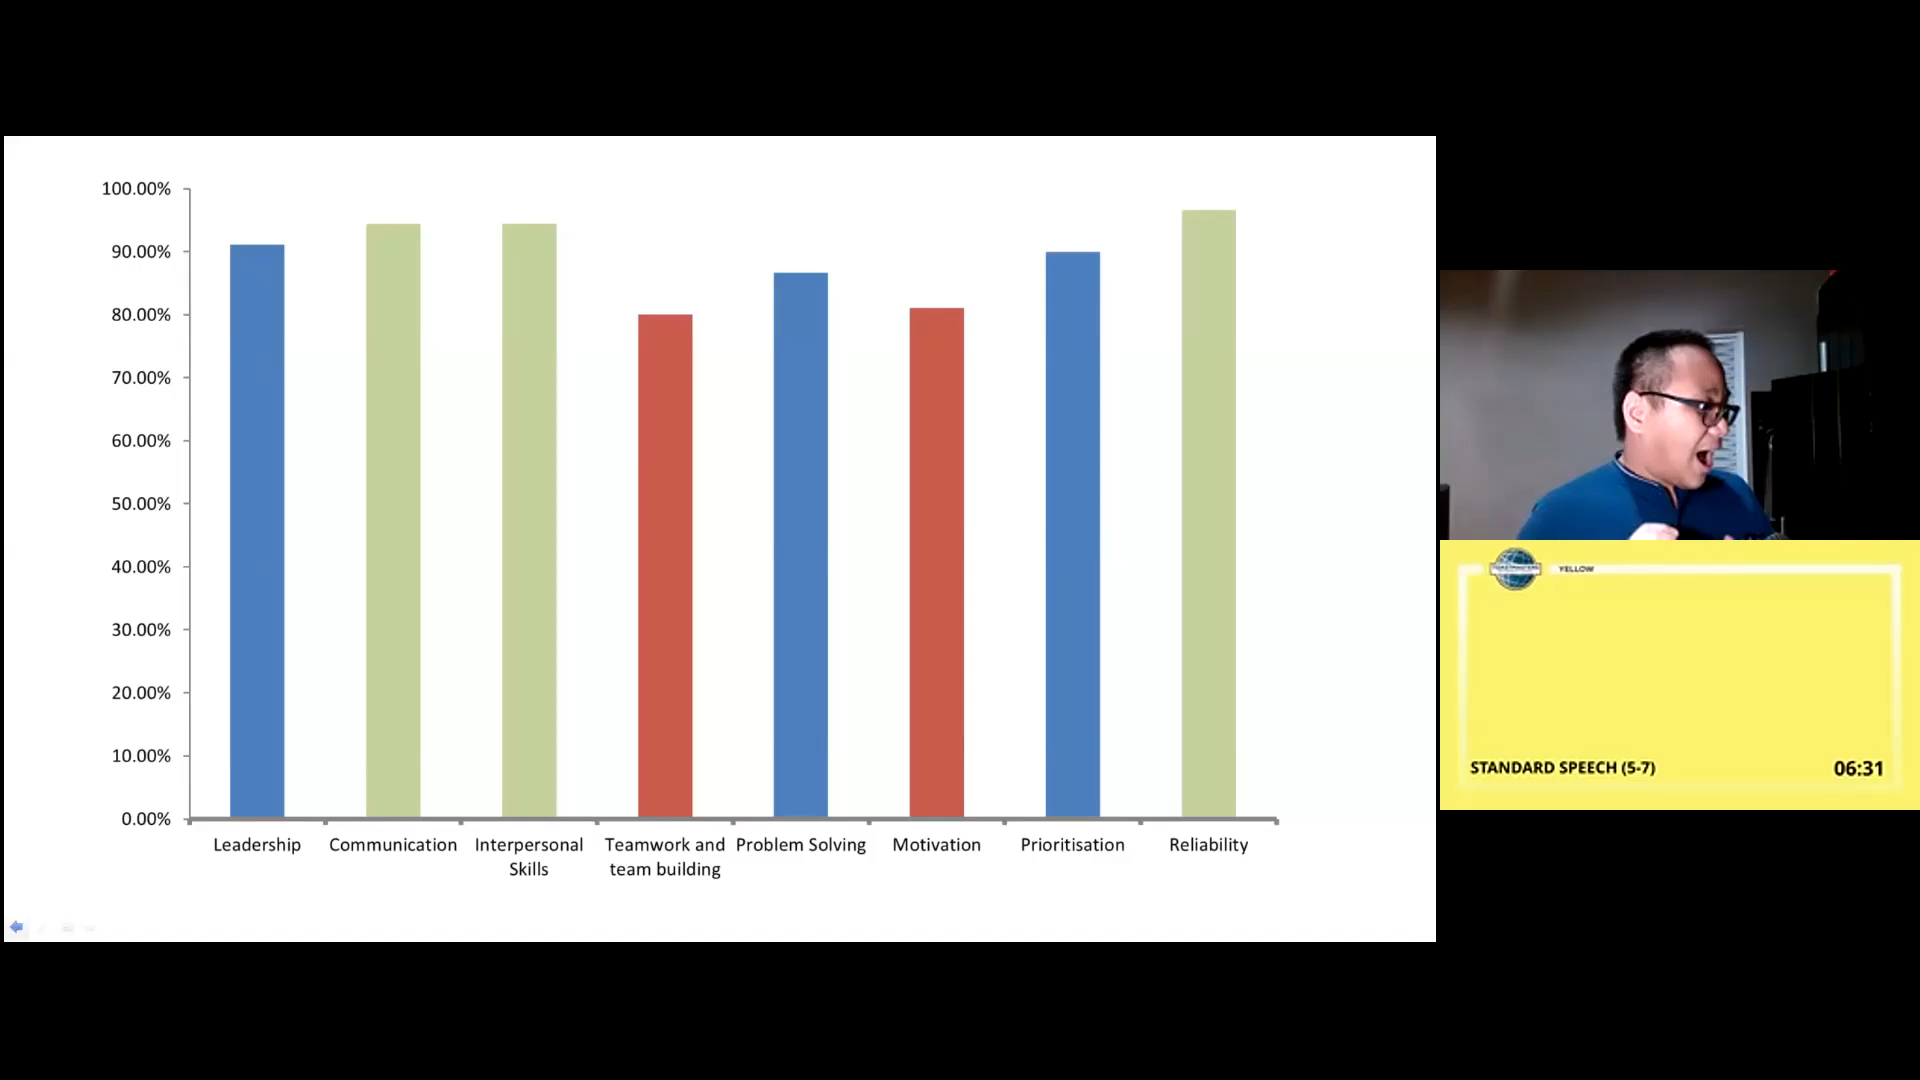 100.00%
90.00%
80.00%
70.00%
60.00%
50.00%
40.00%
30.00%
20.00%
10.00%
0.00%
Leadership
Communication
Interpersonal
Skills
Teamwork and
team building
Problem Solving
Motivation
Prioritisation
Reliability
TOASTMASTERS
YELLOW
STANDARD SPEECH (5-7)
06:31